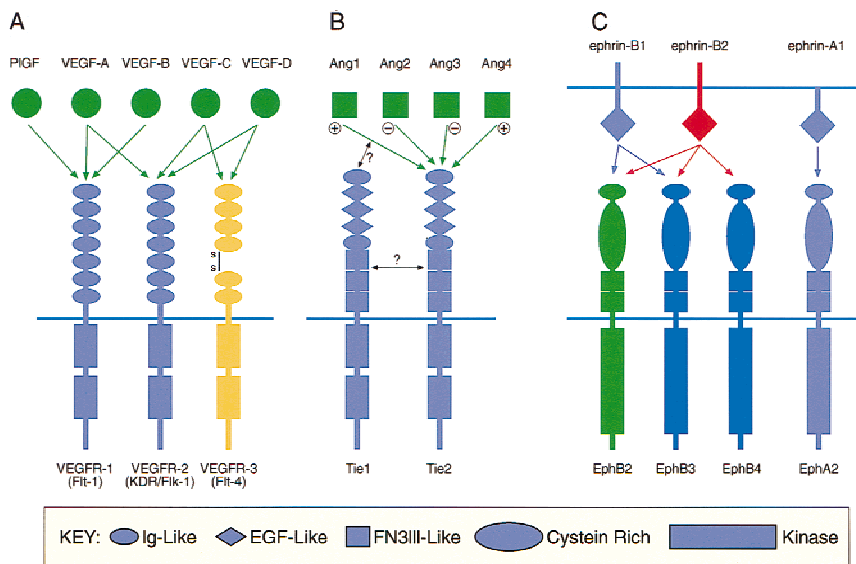 A
PlGF VEGF-A VEGF-B VEGF-C VEGF-D
s
s
VEGFR-1 VEGFR-2 VEGFR-3
(Flt-1) (KDR/Flk-1) (Flt-4)
B
Ang1 Ang2 Ang3 Ang4
+ − − +
?
?
Tie1 Tie2
C
ephrin-B1 ephrin-B2 ephrin-A1
EphB2 EphB3 EphB4 EphA2
KEY: Ig-Like EGF-Like FN3III-Like Cystein Rich Kinase